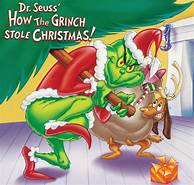 Dr. Seuss'
HOW THE GRINCH
STOLE CHRISTMAS!